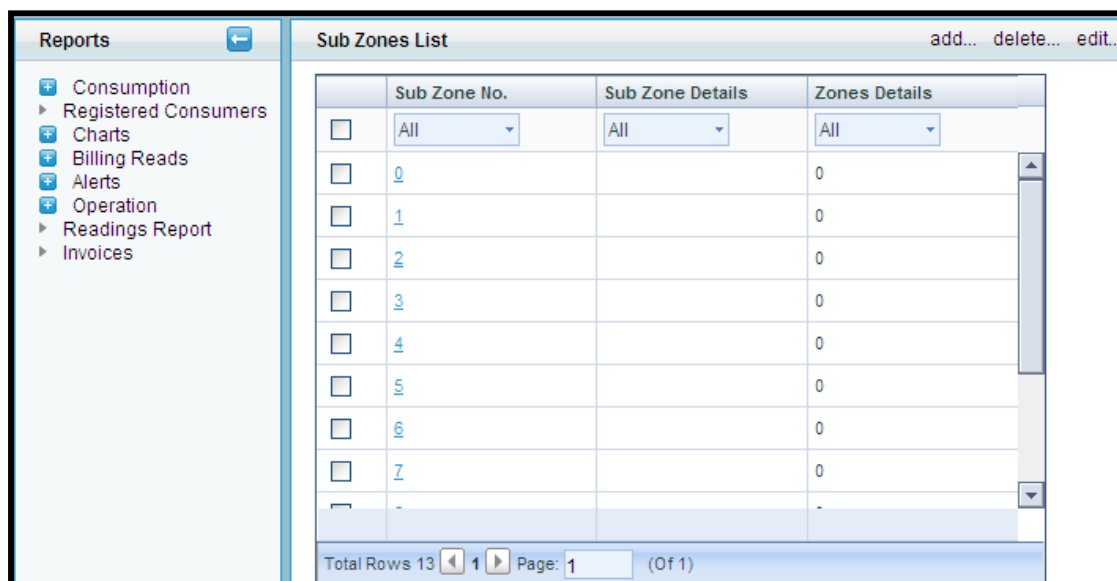 Reports
Consumption
Registered Consumers
Charts
Billing Reads
Alerts
Operation
Readings Report
Invoices
Sub Zones List add... delete... edit..
Sub Zone No. Sub Zone Details Zones Details
All All All
0 0
1 0
2 0
3 0
4 0
5 0
6 0
7 0
Total Rows 13 1 Page: 1 (Of 1)